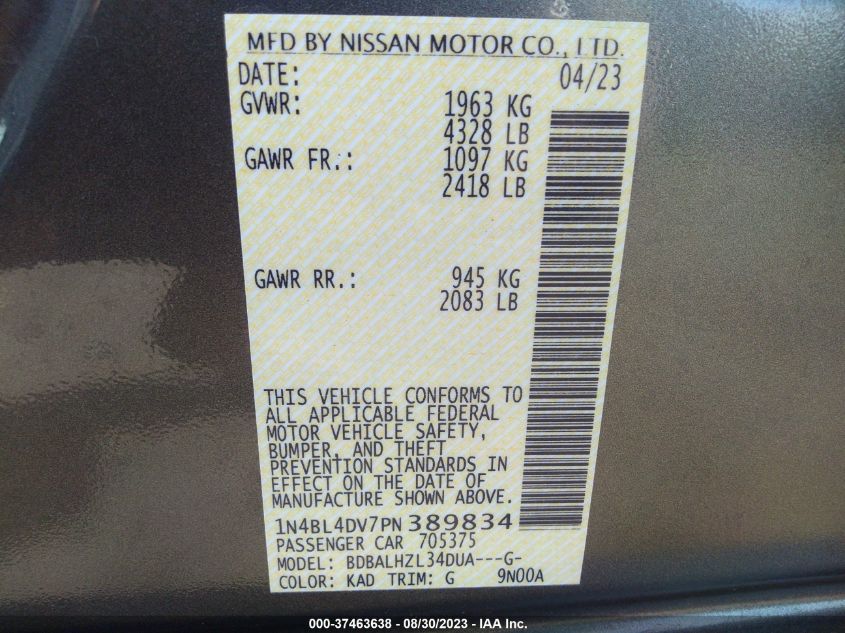 MFD BY NISSAN MOTOR CO., LTD.
DATE: 04/23
GVWR: 1963 KG
4328 LB
GAWR FR.: 1097 KG
2418 LB
GAWR RR.: 945 KG
2083 LB
THIS VEHICLE CONFORMS TO
ALL APPLICABLE FEDERAL
MOTOR VEHICLE SAFETY,
BUMPER, AND THEFT
PREVENTION STANDARDS IN
EFFECT ON THE DATE OF
MANUFACTURE SHOWN ABOVE.
1N4BL4DV7PN 389834
PASSENGER CAR 705375
MODEL: BDBALHZL34DUA---G-
COLOR: KAD TRIM: G 9N00A
000-37463638 - 08/30/2023 - IAA Inc.